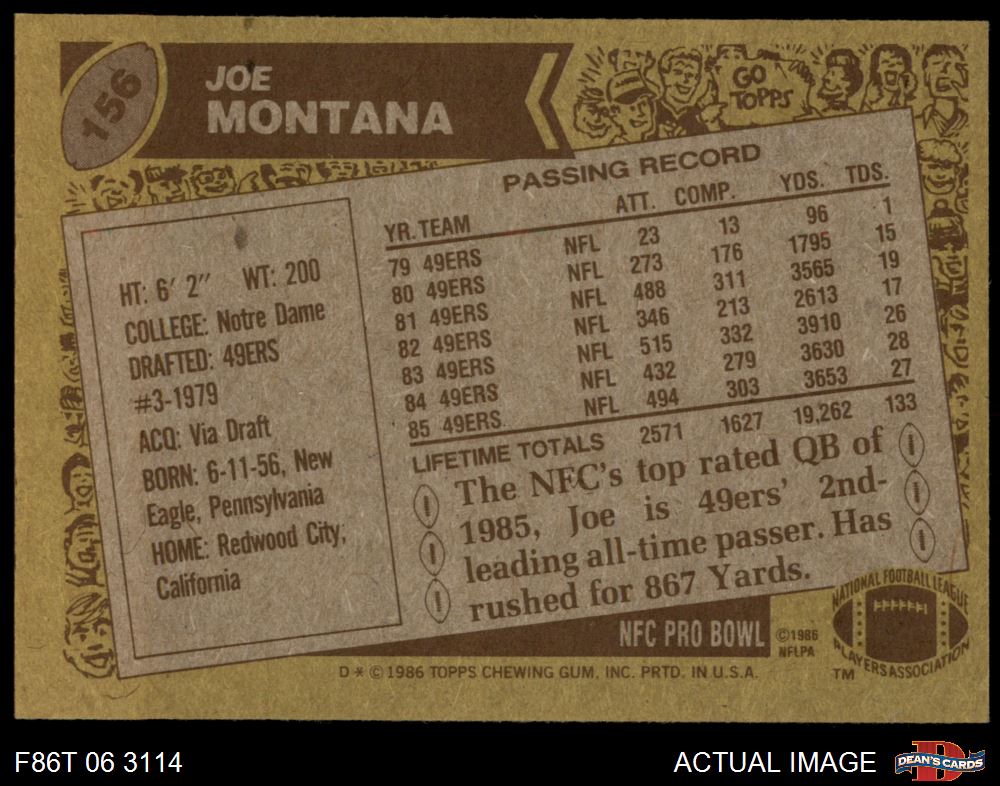 156
JOE
MONTANA
GO
TOPPS
PASSING RECORD
YR. TEAM ATT. COMP. YDS. TDS.
79 49ERS NFL 23 13 96 1
80 49ERS NFL 273 176 1795 15
81 49ERS NFL 488 311 3565 19
82 49ERS NFL 346 213 2613 17
83 49ERS NFL 515 332 3910 26
84 49ERS NFL 432 279 3630 28
85 49ERS NFL 494 303 3653 27
LIFETIME TOTALS 2571 1627 19,262 133
HT: 6' 2" WT: 200
COLLEGE: Notre Dame
DRAFTED: 49ERS
#3-1979
ACQ: Via Draft
BORN: 6-11-56, New
Eagle, Pennsylvania
HOME: Redwood City,
California
The NFC's top rated QB of
1985, Joe is 49ers' 2nd-
leading all-time passer. Has
rushed for 867 Yards.
NFC PRO BOWL
©1986
NFLPA
NATIONAL FOOTBALL LEAGUE
PLAYERS ASSOCIATION
TM
D * © 1986 TOPPS CHEWING GUM, INC. PRTD. IN U.S.A.
F86T 06 3114
ACTUAL IMAGE
D
DEAN'S CARDS